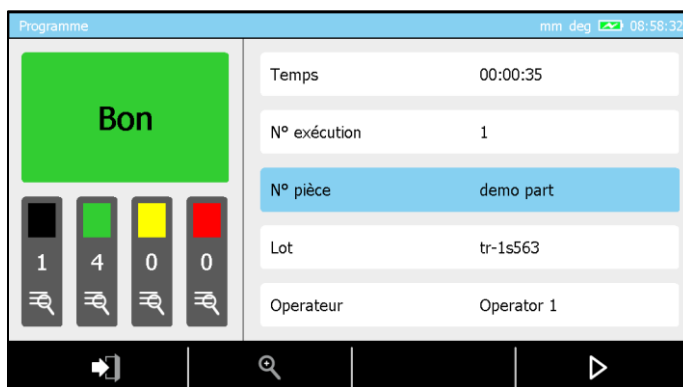 Programme
mm deg 08:58:32
Bon
1 4 0 0
Temps 00:00:35
N° exécution 1
N° pièce demo part
Lot tr-1s563
Operateur Operator 1